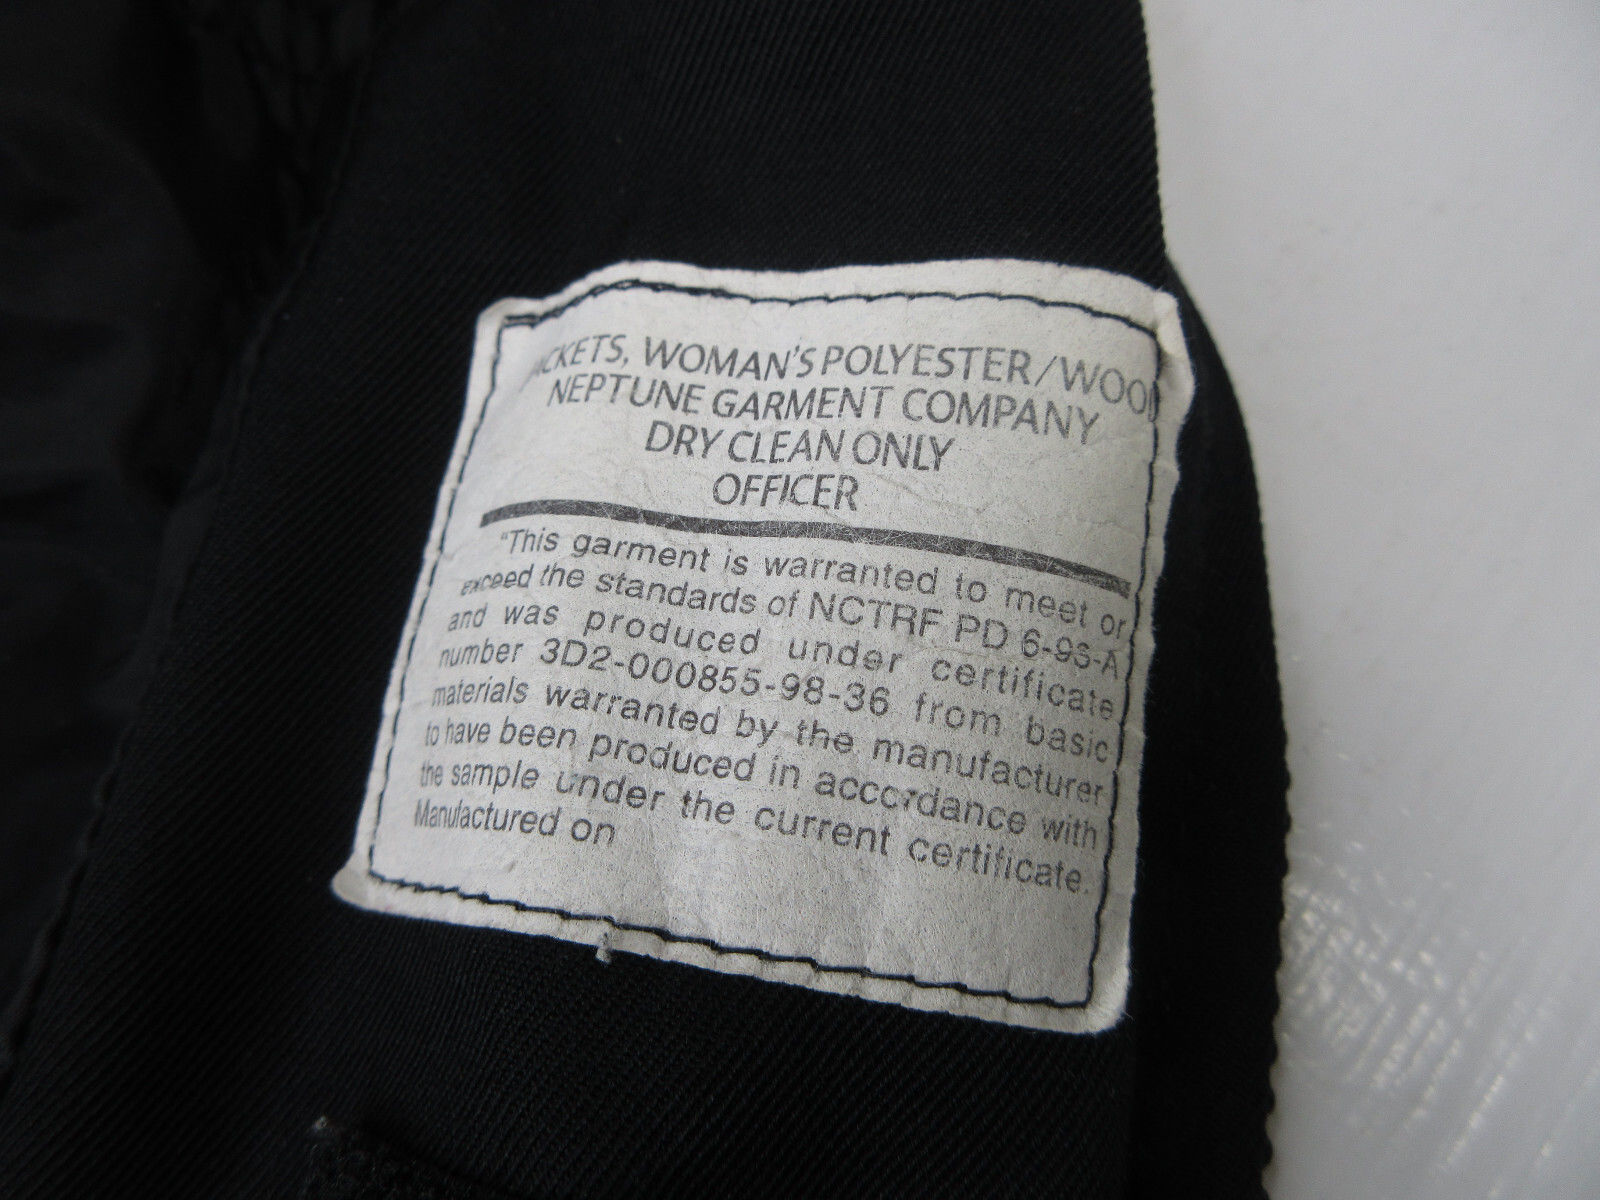 JACKETS, WOMAN'S POLYESTER/WOOL
NEPTUNE GARMENT COMPANY
DRY CLEAN ONLY
OFFICER
"This garment is warranted to meet or
exceed the standards of NCTRF PD 6-93-A
and was produced under certificate
number 3D2-000855-98-36 from basic
materials warranted by the manufacturer
to have been produced in accordance with
the sample under the current certificate.
Manufactured on